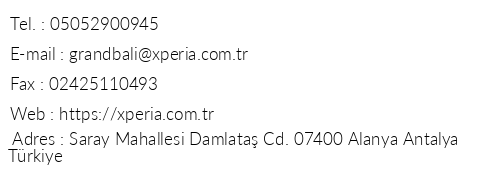 Tel. : 05052900945
E-mail : grandbali@xperia.com.tr
Fax : 02425110493
Web : https://xperia.com.tr
Adres : Saray Mahallesi Damlataş Cd. 07400 Alanya Antalya
Türkiye